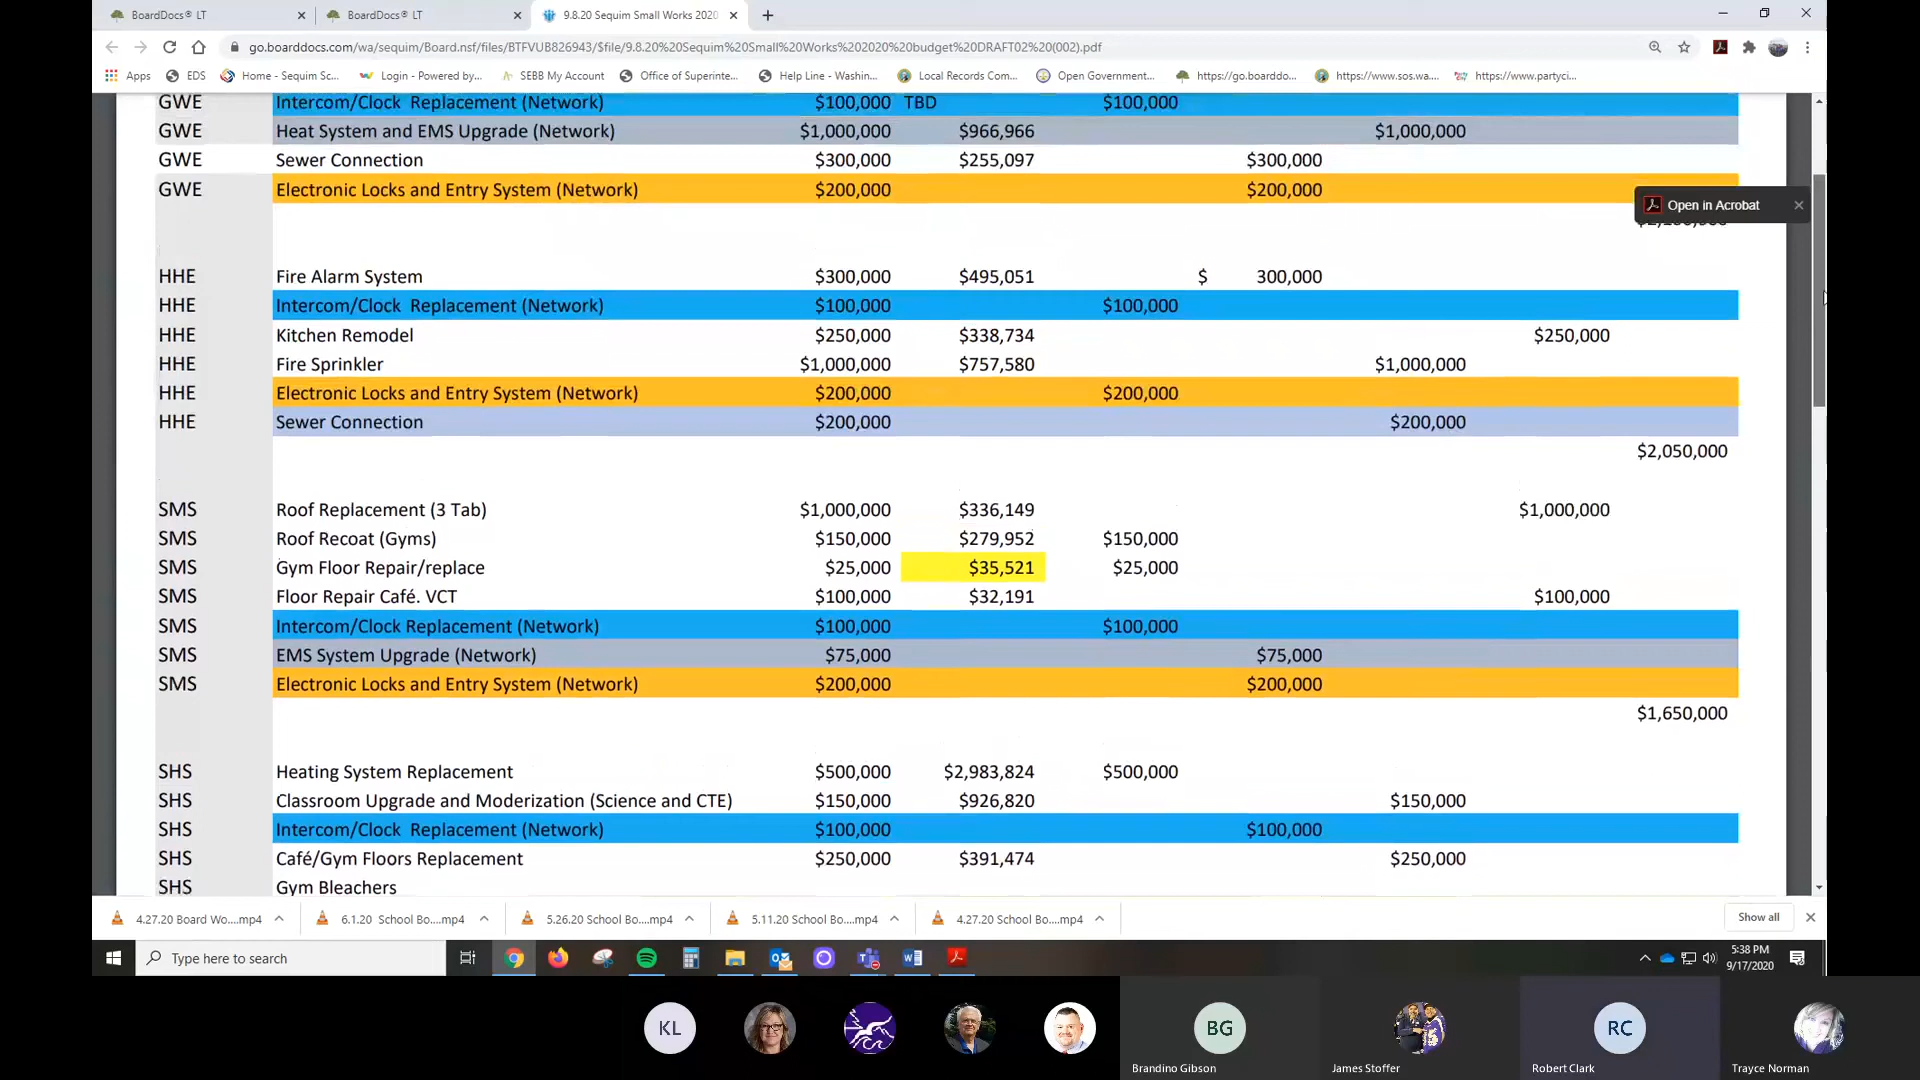 BoardDocs® LT × BoardDocs® LT × 9.8.20 Sequim Small Works 2020 ×
go.boarddocs.com/wa/sequim/Board.nsf/files/BTFVUB826943/$file/9.8.20%20Sequim%20Small%20Works%202020%20budget%20DRAFT02%20(002).pdf
Apps EDS Home - Sequim Sc... Login - Powered by... SEBB My Account Office of Superinte... Help Line - Washin... Local Records Com... Open Government... https://go.boarddo... https://www.sos.wa.... https://www.partyci...
GWE Intercom/Clock Replacement (Network) $100,000 TBD $100,000
GWE Heat System and EMS Upgrade (Network) $1,000,000 $966,966 $1,000,000
GWE Sewer Connection $300,000 $255,097 $300,000
GWE Electronic Locks and Entry System (Network) $200,000 $200,000
Open in Acrobat ×
HHE Fire Alarm System $300,000 $495,051 $ 300,000
HHE Intercom/Clock Replacement (Network) $100,000 $100,000
HHE Kitchen Remodel $250,000 $338,734 $250,000
HHE Fire Sprinkler $1,000,000 $757,580 $1,000,000
HHE Electronic Locks and Entry System (Network) $200,000 $200,000
HHE Sewer Connection $200,000 $200,000
$2,050,000
SMS Roof Replacement (3 Tab) $1,000,000 $336,149 $1,000,000
SMS Roof Recoat (Gyms) $150,000 $279,952 $150,000
SMS Gym Floor Repair/replace $25,000 $35,521 $25,000
SMS Floor Repair Café. VCT $100,000 $32,191 $100,000
SMS Intercom/Clock Replacement (Network) $100,000 $100,000
SMS EMS System Upgrade (Network) $75,000 $75,000
SMS Electronic Locks and Entry System (Network) $200,000 $200,000
$1,650,000
SHS Heating System Replacement $500,000 $2,983,824 $500,000
SHS Classroom Upgrade and Moderization (Science and CTE) $150,000 $926,820 $150,000
SHS Intercom/Clock Replacement (Network) $100,000 $100,000
SHS Café/Gym Floors Replacement $250,000 $391,474 $250,000
SHS Gym Bleachers
4.27.20 Board Wo....mp4 6.1.20 School Bo....mp4 5.26.20 School Bo....mp4 5.11.20 School Bo....mp4 4.27.20 School Bo....mp4 Show all ×
Type here to search 5:38 PM
9/17/2020
KL BG RC
Brandino Gibson James Stoffer Robert Clark Trayce Norman